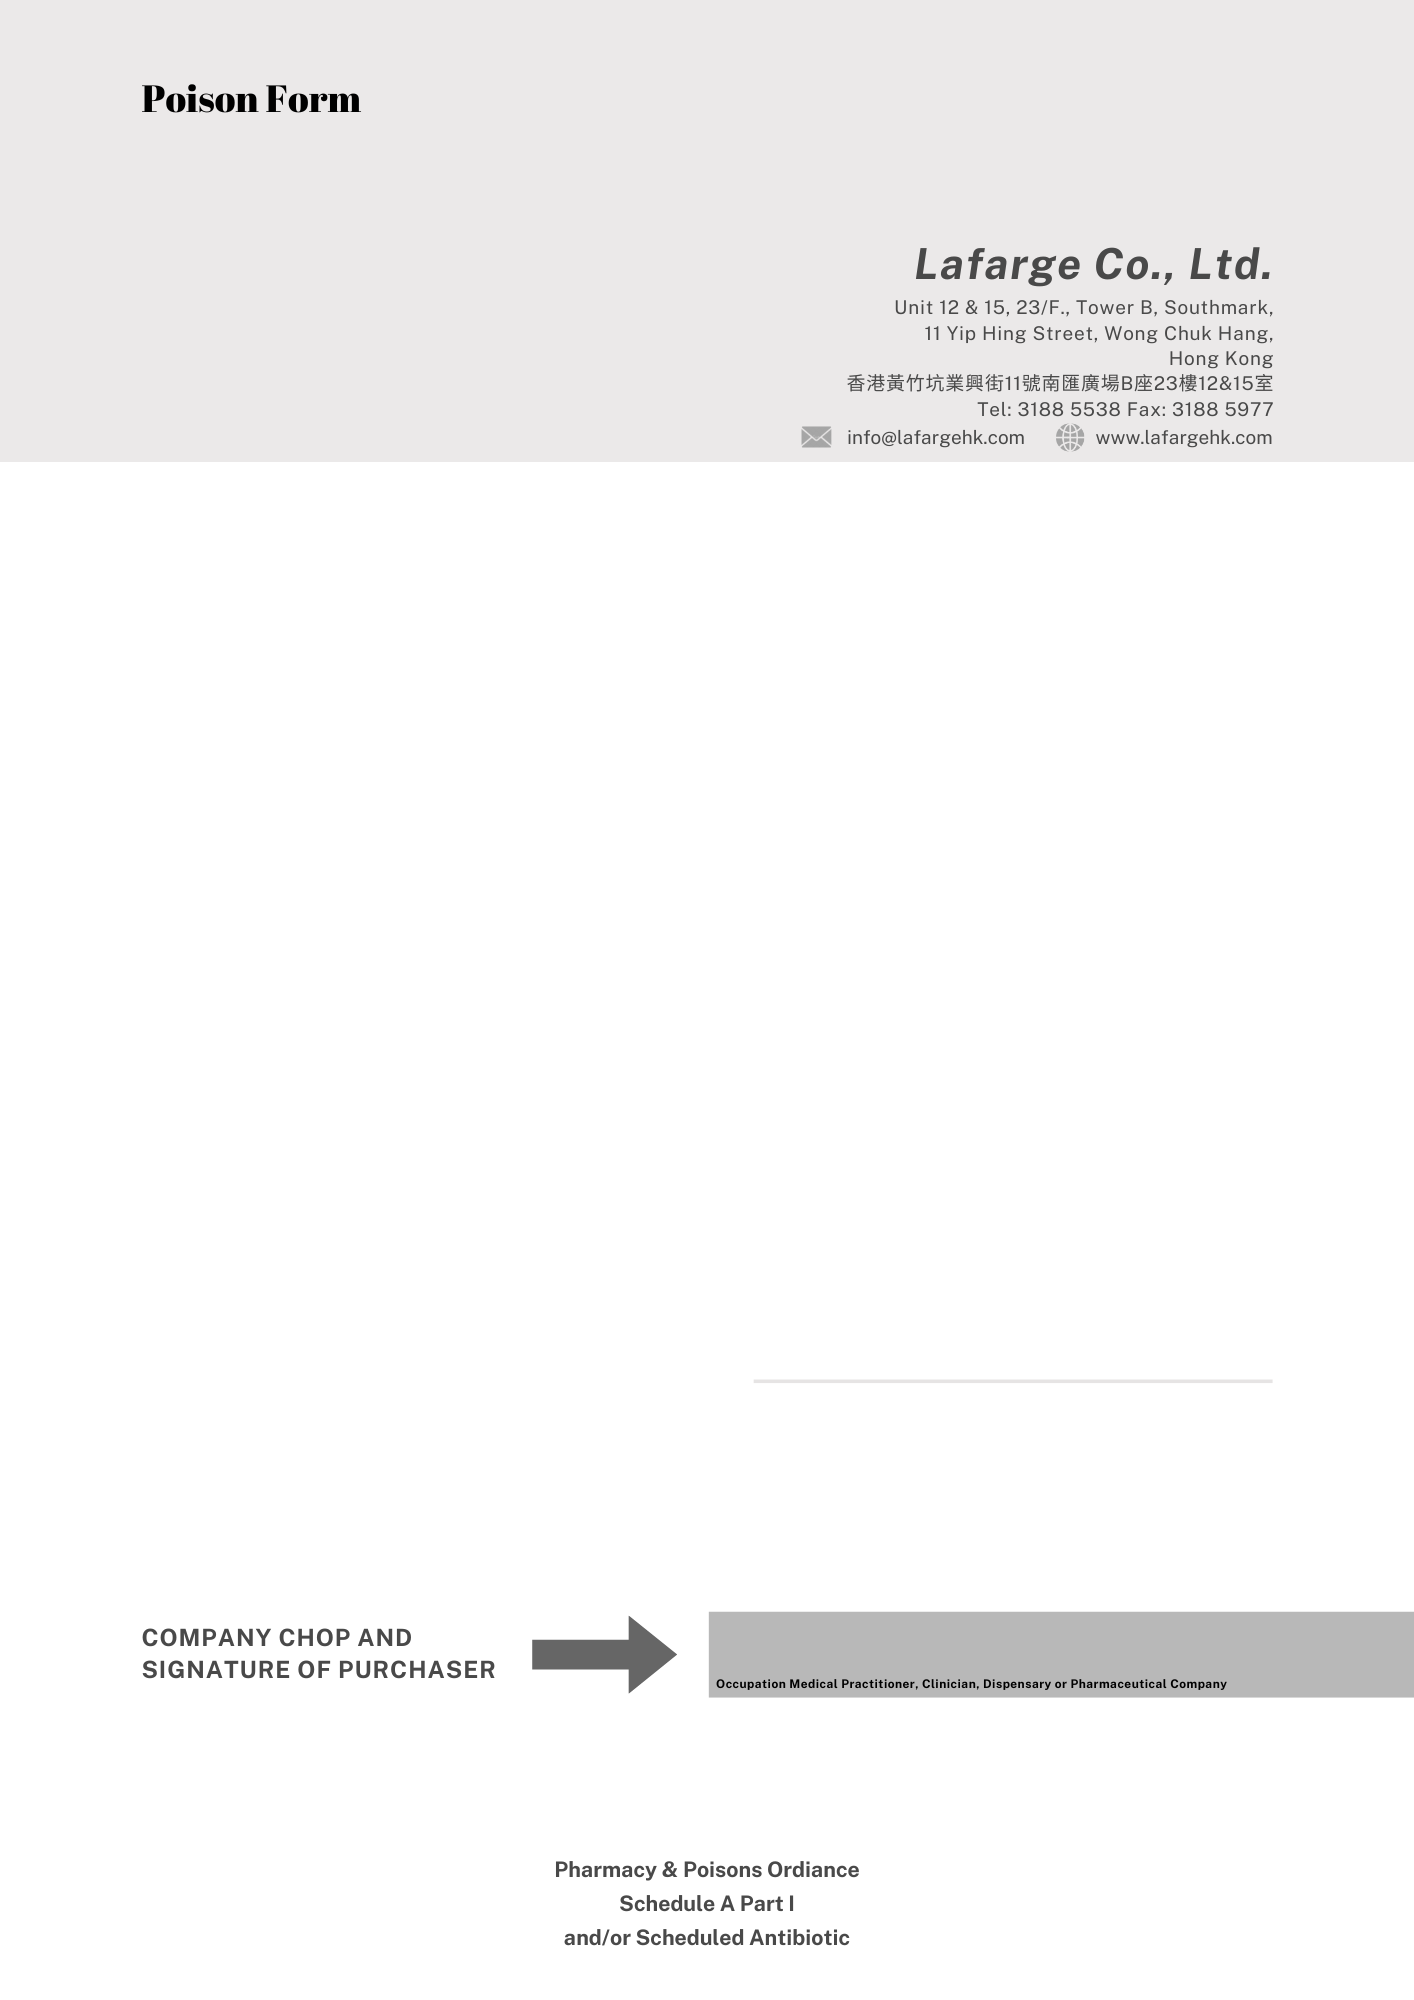 Poison Form
Lafarge Co., Ltd.
Unit 12 & 15, 23/F., Tower B, Southmark,
11 Yip Hing Street, Wong Chuk Hang,
Hong Kong
香港黃竹坑業興街11號南匯廣場B座23樓12&15室
Tel: 3188 5538 Fax: 3188 5977
info@lafargehk.com www.lafargehk.com
COMPANY CHOP AND
SIGNATURE OF PURCHASER
Occupation Medical Practitioner, Clinician, Dispensary or Pharmaceutical Company
Pharmacy & Poisons Ordiance
Schedule A Part I
and/or Scheduled Antibiotic